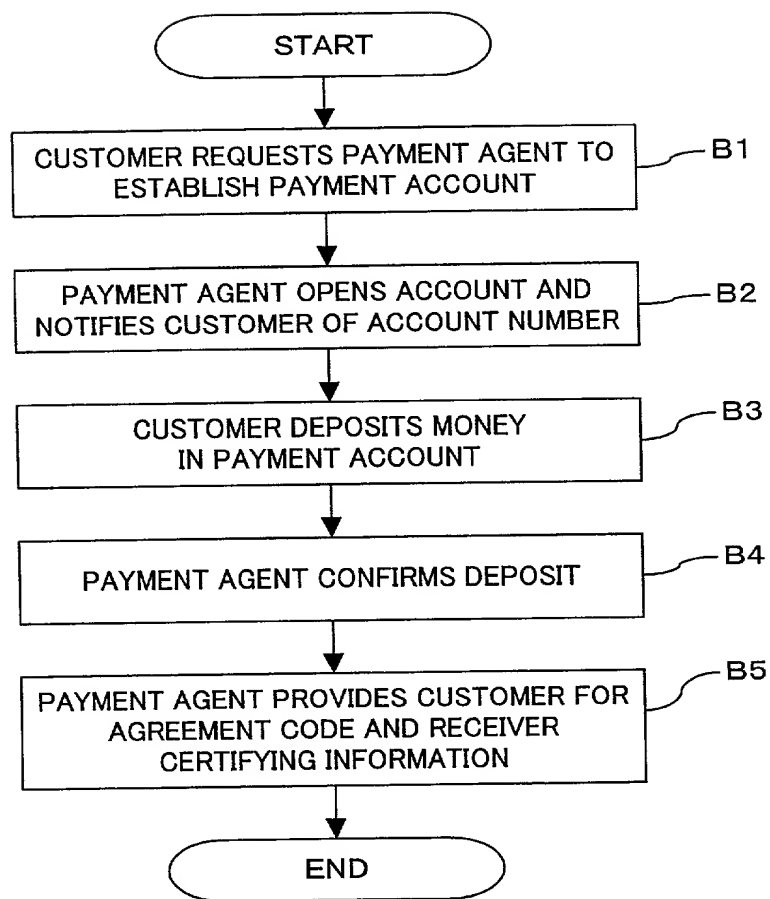 START
CUSTOMER REQUESTS PAYMENT AGENT TO
ESTABLISH PAYMENT ACCOUNT
B1
PAYMENT AGENT OPENS ACCOUNT AND
NOTIFIES CUSTOMER OF ACCOUNT NUMBER
B2
CUSTOMER DEPOSITS MONEY
IN PAYMENT ACCOUNT
B3
PAYMENT AGENT CONFIRMS DEPOSIT
B4
PAYMENT AGENT PROVIDES CUSTOMER FOR
AGREEMENT CODE AND RECEIVER
CERTIFYING INFORMATION
B5
END